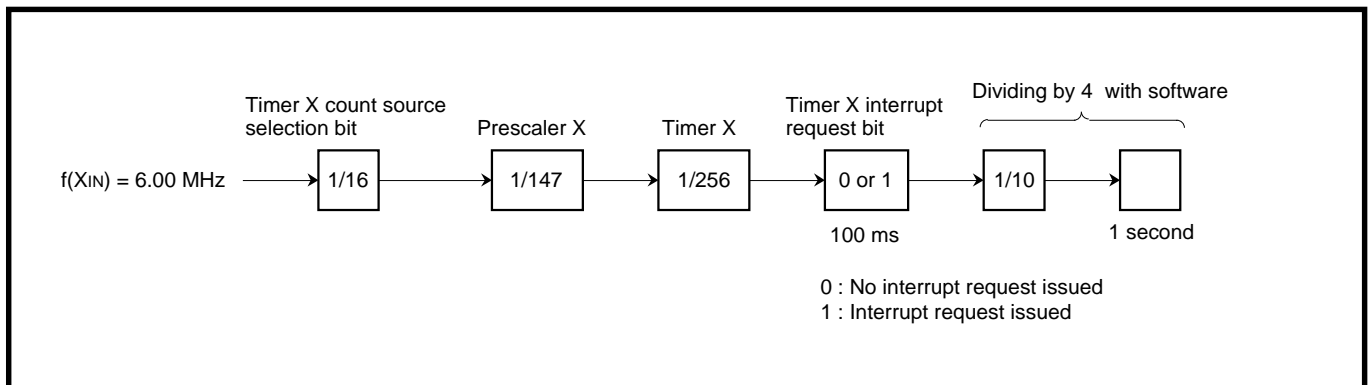 Timer X count source
selection bit
Prescaler X
Timer X
Timer X interrupt
request bit
Dividing by 4 with software
f(XIN) = 6.00 MHz
1/16
1/147
1/256
0 or 1
1/10
100 ms
1 second
0 : No interrupt request issued
1 : Interrupt request issued